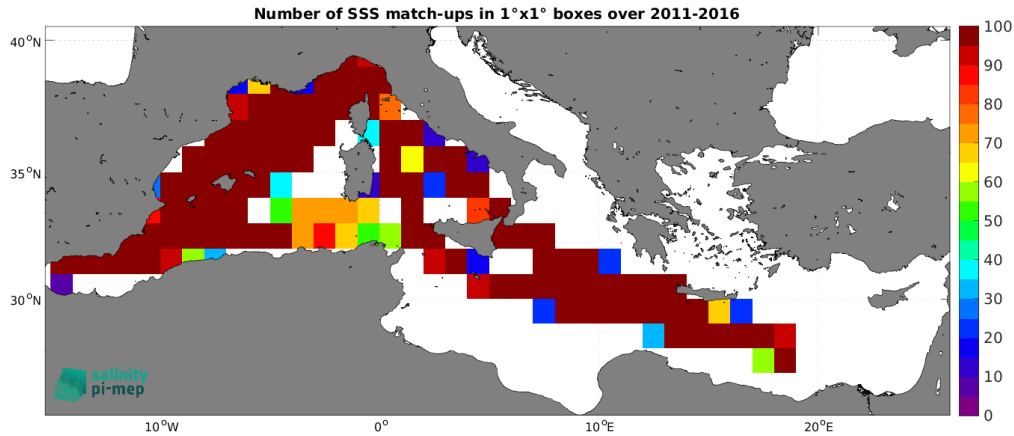 Number of SSS match-ups in 1°x1° boxes over 2011-2016
40°N
35°N
30°N
10°W
0°
10°E
20°E
100
90
80
70
60
50
40
30
20
10
0
salinity
pi-mep